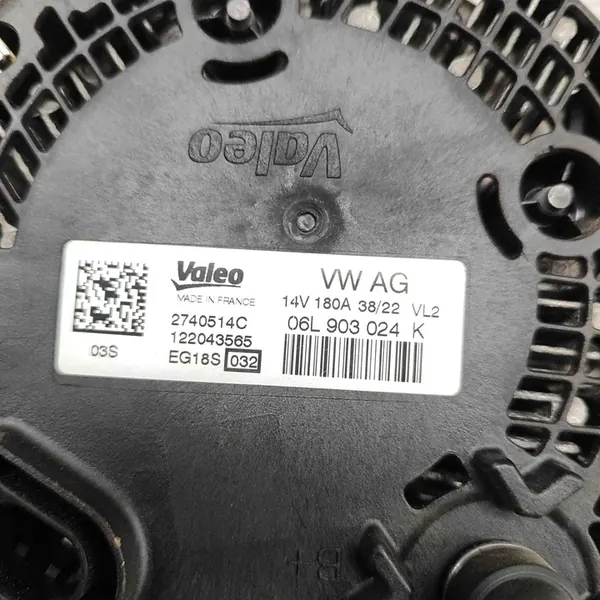 Valeo
Valeo
MADE IN FRANCE
2740514C
122043565
EG18S 032
03S
VW AG
14V 180A 38/22 VL2
06L 903 024 K
B+